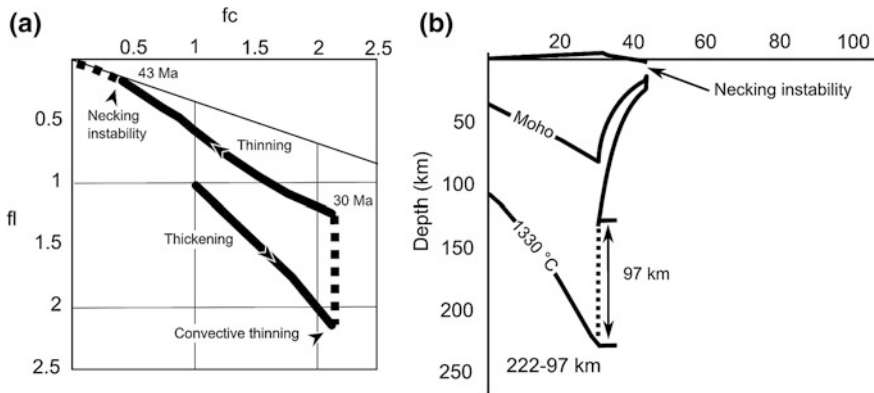 (a)
fc
0.5 1 1.5 2 2.5
43 Ma
Necking
instability
0.5
Thinning
1
30 Ma
fl
Thickening
1.5
2
Convective thinning
2.5
(b)
20 40 60 80 100
Necking instability
50
Moho
100
Depth (km)
1330 °C
150
97 km
200
250
222-97 km